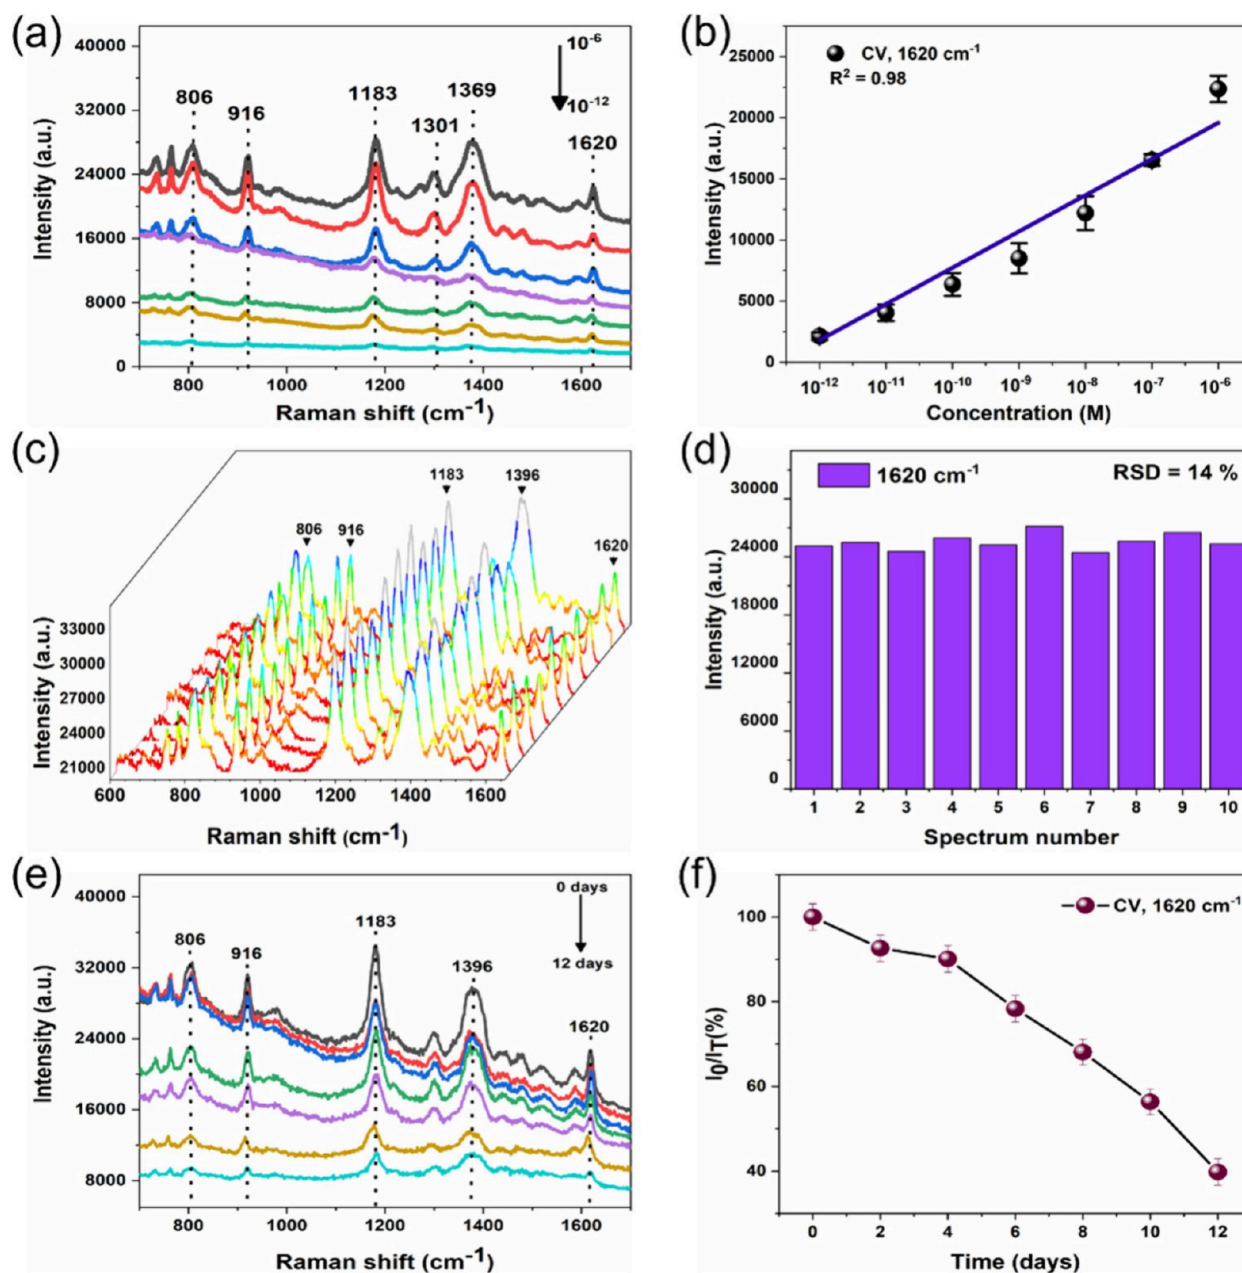 (a)
40000
32000
24000
16000
8000
0
Intensity (a.u.)
806
916
1183
1301
1369
1620
10-6
10-12
800
1000
1200
1400
1600
Raman shift (cm-1)
(b)
CV, 1620 cm-1
R2 = 0.98
25000
20000
15000
10000
5000
0
Intensity (a.u.)
10-12
10-11
10-10
10-9
10-8
10-7
10-6
Concentration (M)
(c)
1183
1396
806
916
1620
33000
30000
27000
24000
21000
Intensity (a.u.)
600
800
1000
1200
1400
1600
Raman shift (cm-1)
(d)
1620 cm-1
RSD = 14 %
30000
24000
18000
12000
6000
0
Intensity (a.u.)
1 2 3 4 5 6 7 8 9 10
Spectrum number
(e)
40000
32000
24000
16000
8000
Intensity (a.u.)
806
916
1183
1396
1620
0 days
12 days
800
1000
1200
1400
1600
Raman shift (cm-1)
(f)
CV, 1620 cm-1
100
80
60
40
I0/IT(%)
0 2 4 6 8 10 12
Time (days)